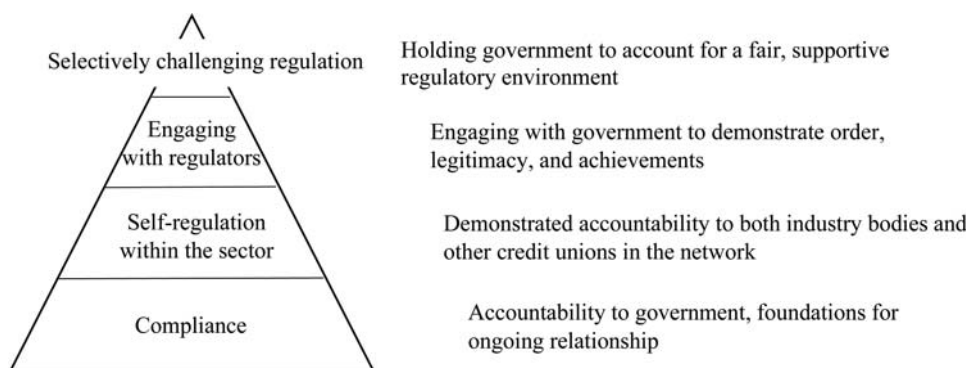 Selectively challenging regulation
Holding government to account for a fair, supportive
regulatory environment
Engaging
with regulators
Engaging with government to demonstrate order,
legitimacy, and achievements
Self-regulation
within the sector
Demonstrated accountability to both industry bodies and
other credit unions in the network
Compliance
Accountability to government, foundations for
ongoing relationship